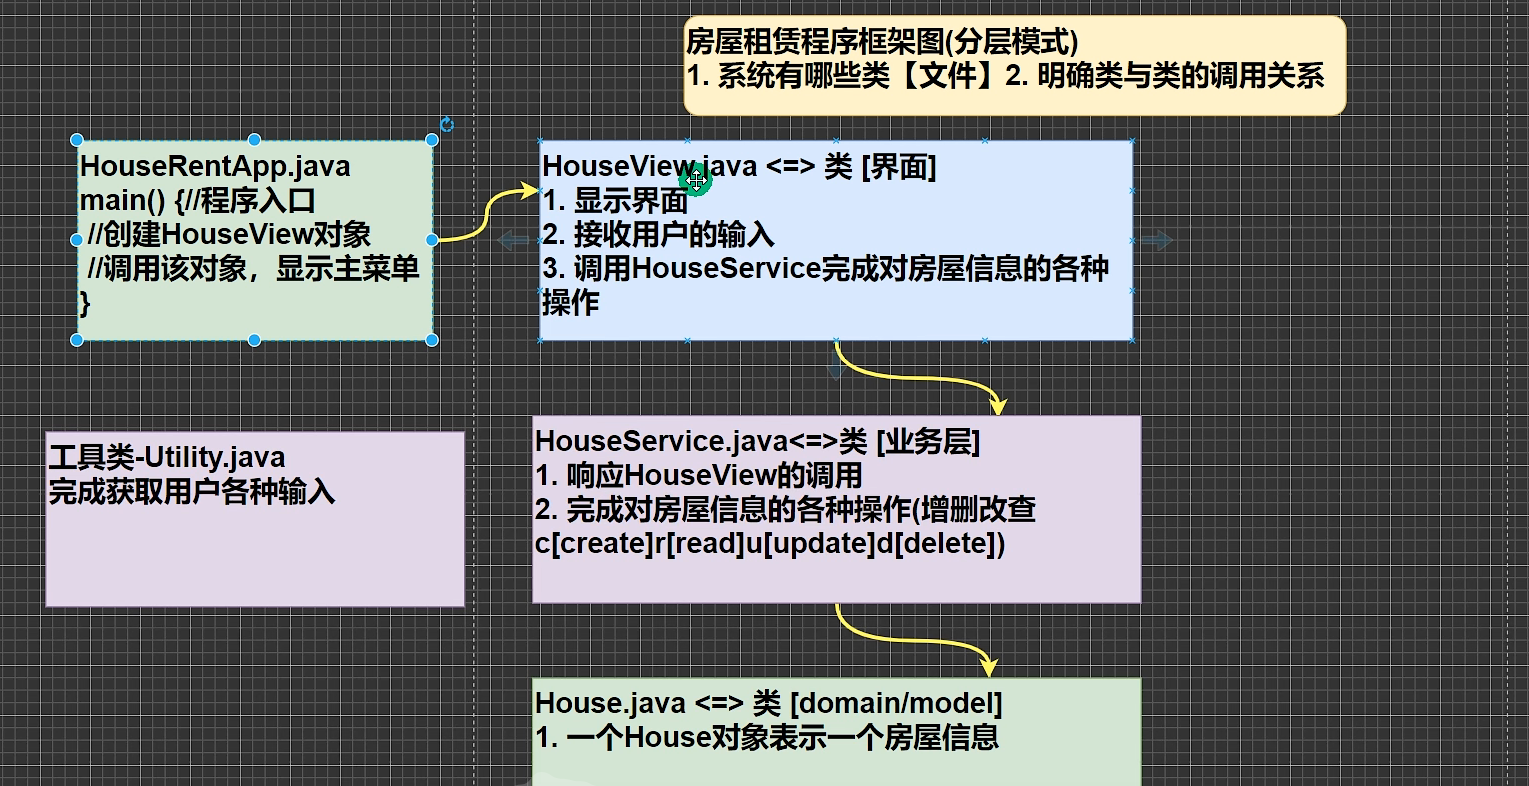 房屋租赁程序框架图(分层模式)
1. 系统有哪些类【文件】2. 明确类与类的调用关系
HouseRentApp.java
main() {//程序入口
//创建HouseView对象
//调用该对象，显示主菜单
}
HouseView.java <=> 类 [界面]
1. 显示界面
2. 接收用户的输入
3. 调用HouseService完成对房屋信息的各种
操作
工具类-Utility.java
完成获取用户各种输入
HouseService.java<=>类 [业务层]
1. 响应HouseView的调用
2. 完成对房屋信息的各种操作(增删改查
c[create]r[read]u[update]d[delete])
House.java <=> 类 [domain/model]
1. 一个House对象表示一个房屋信息